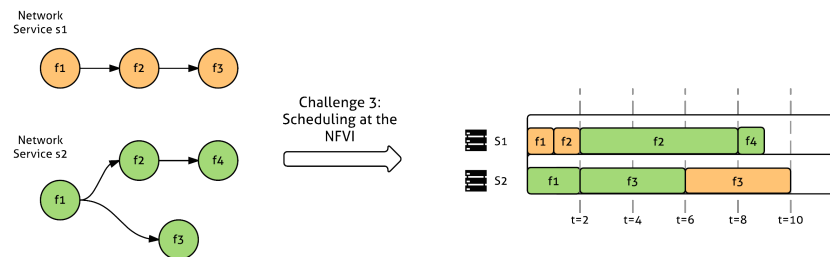 Network
Service s1
f1
f2
f3
Network
Service s2
f1
f2
f4
f3
Challenge 3:
Scheduling at the
NFVI
S1
f1
f2
f2
f4
S2
f1
f3
f3
t=2
t=4
t=6
t=8
t=10